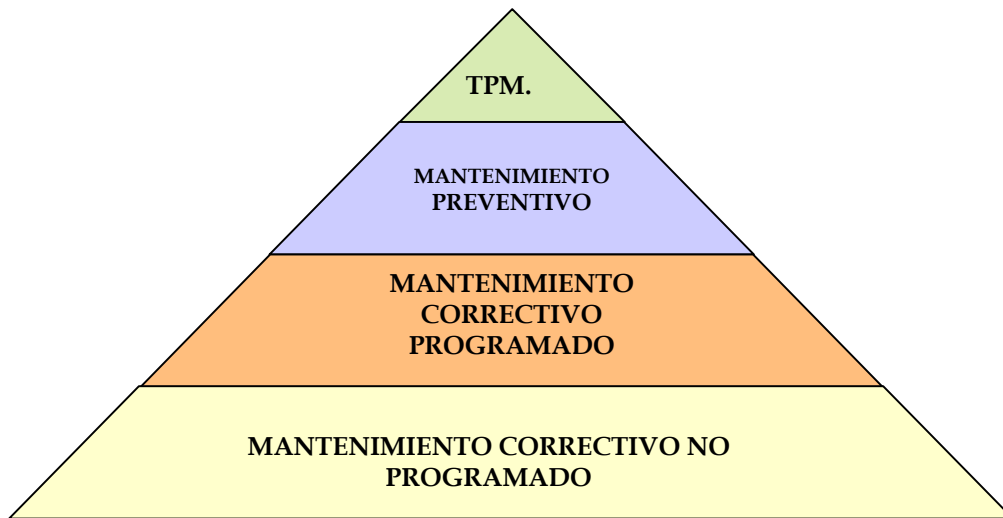 TPM.
MANTENIMIENTO
PREVENTIVO
MANTENIMIENTO
CORRECTIVO
PROGRAMADO
MANTENIMIENTO CORRECTIVO NO
PROGRAMADO